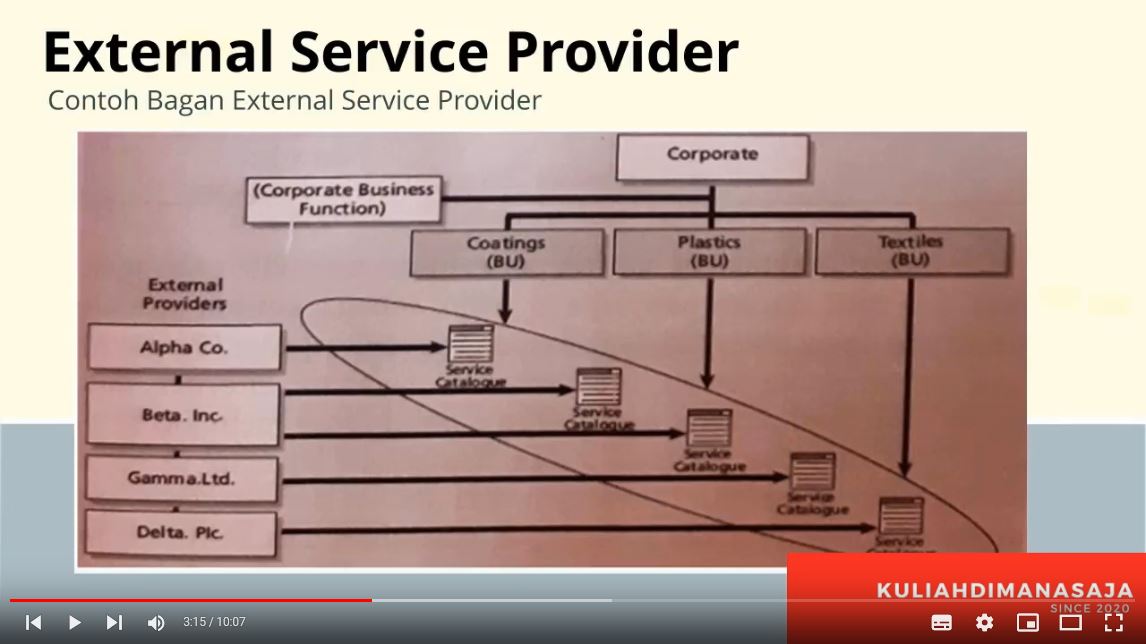 External Service Provider
Contoh Bagan External Service Provider
Corporate
(Corporate Business
Function)
Coatings
(BU)
Plastics
(BU)
Textiles
(BU)
External
Providers
Alpha Co.
Beta. Inc.
Gamma.Ltd.
Delta. Plc.
Service
Catalogue
Service
Catalogue
Service
Catalogue
Service
Catalogue
Service
KULIAHDIMANASAJA
SINCE 2020
3:15 / 10:07